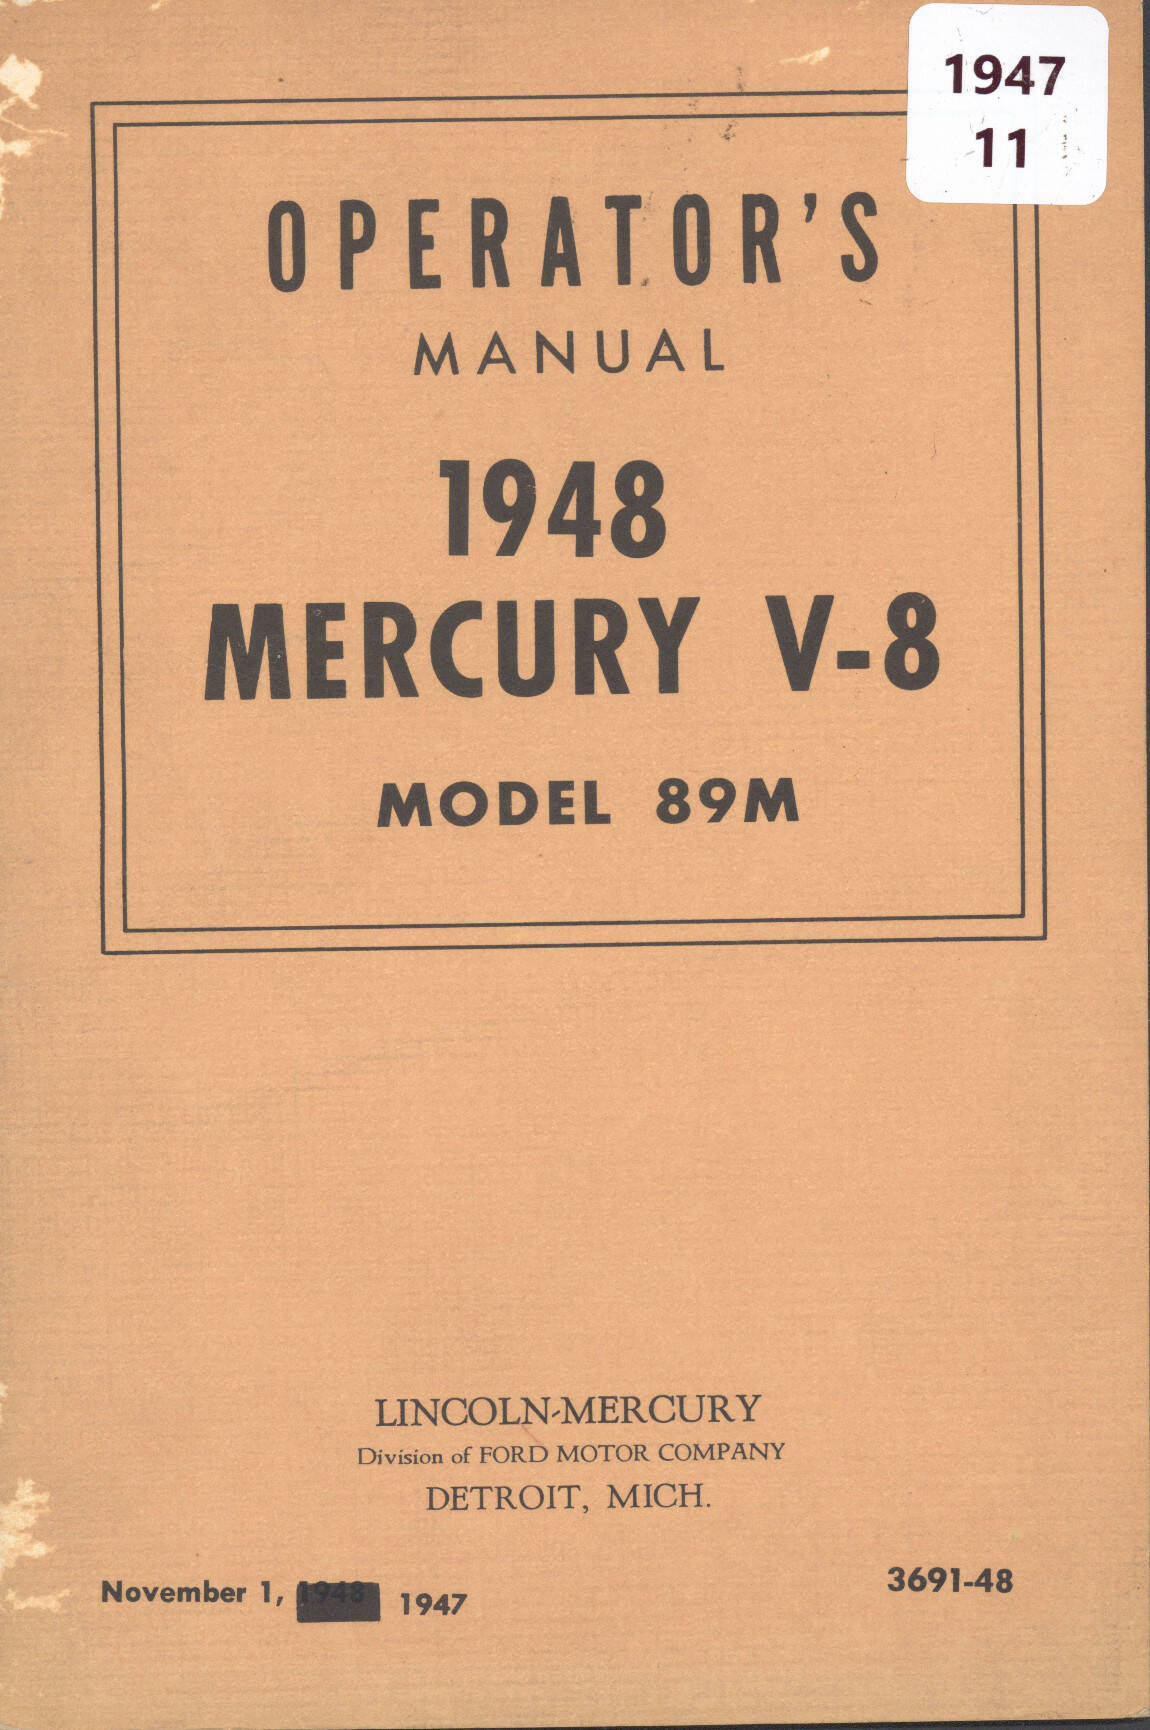 1947
11
OPERATOR'S
MANUAL
1948
MERCURY V-8
MODEL 89M
LINCOLN-MERCURY
Division of FORD MOTOR COMPANY
DETROIT, MICH.
November 1, 1948 1947
3691-48